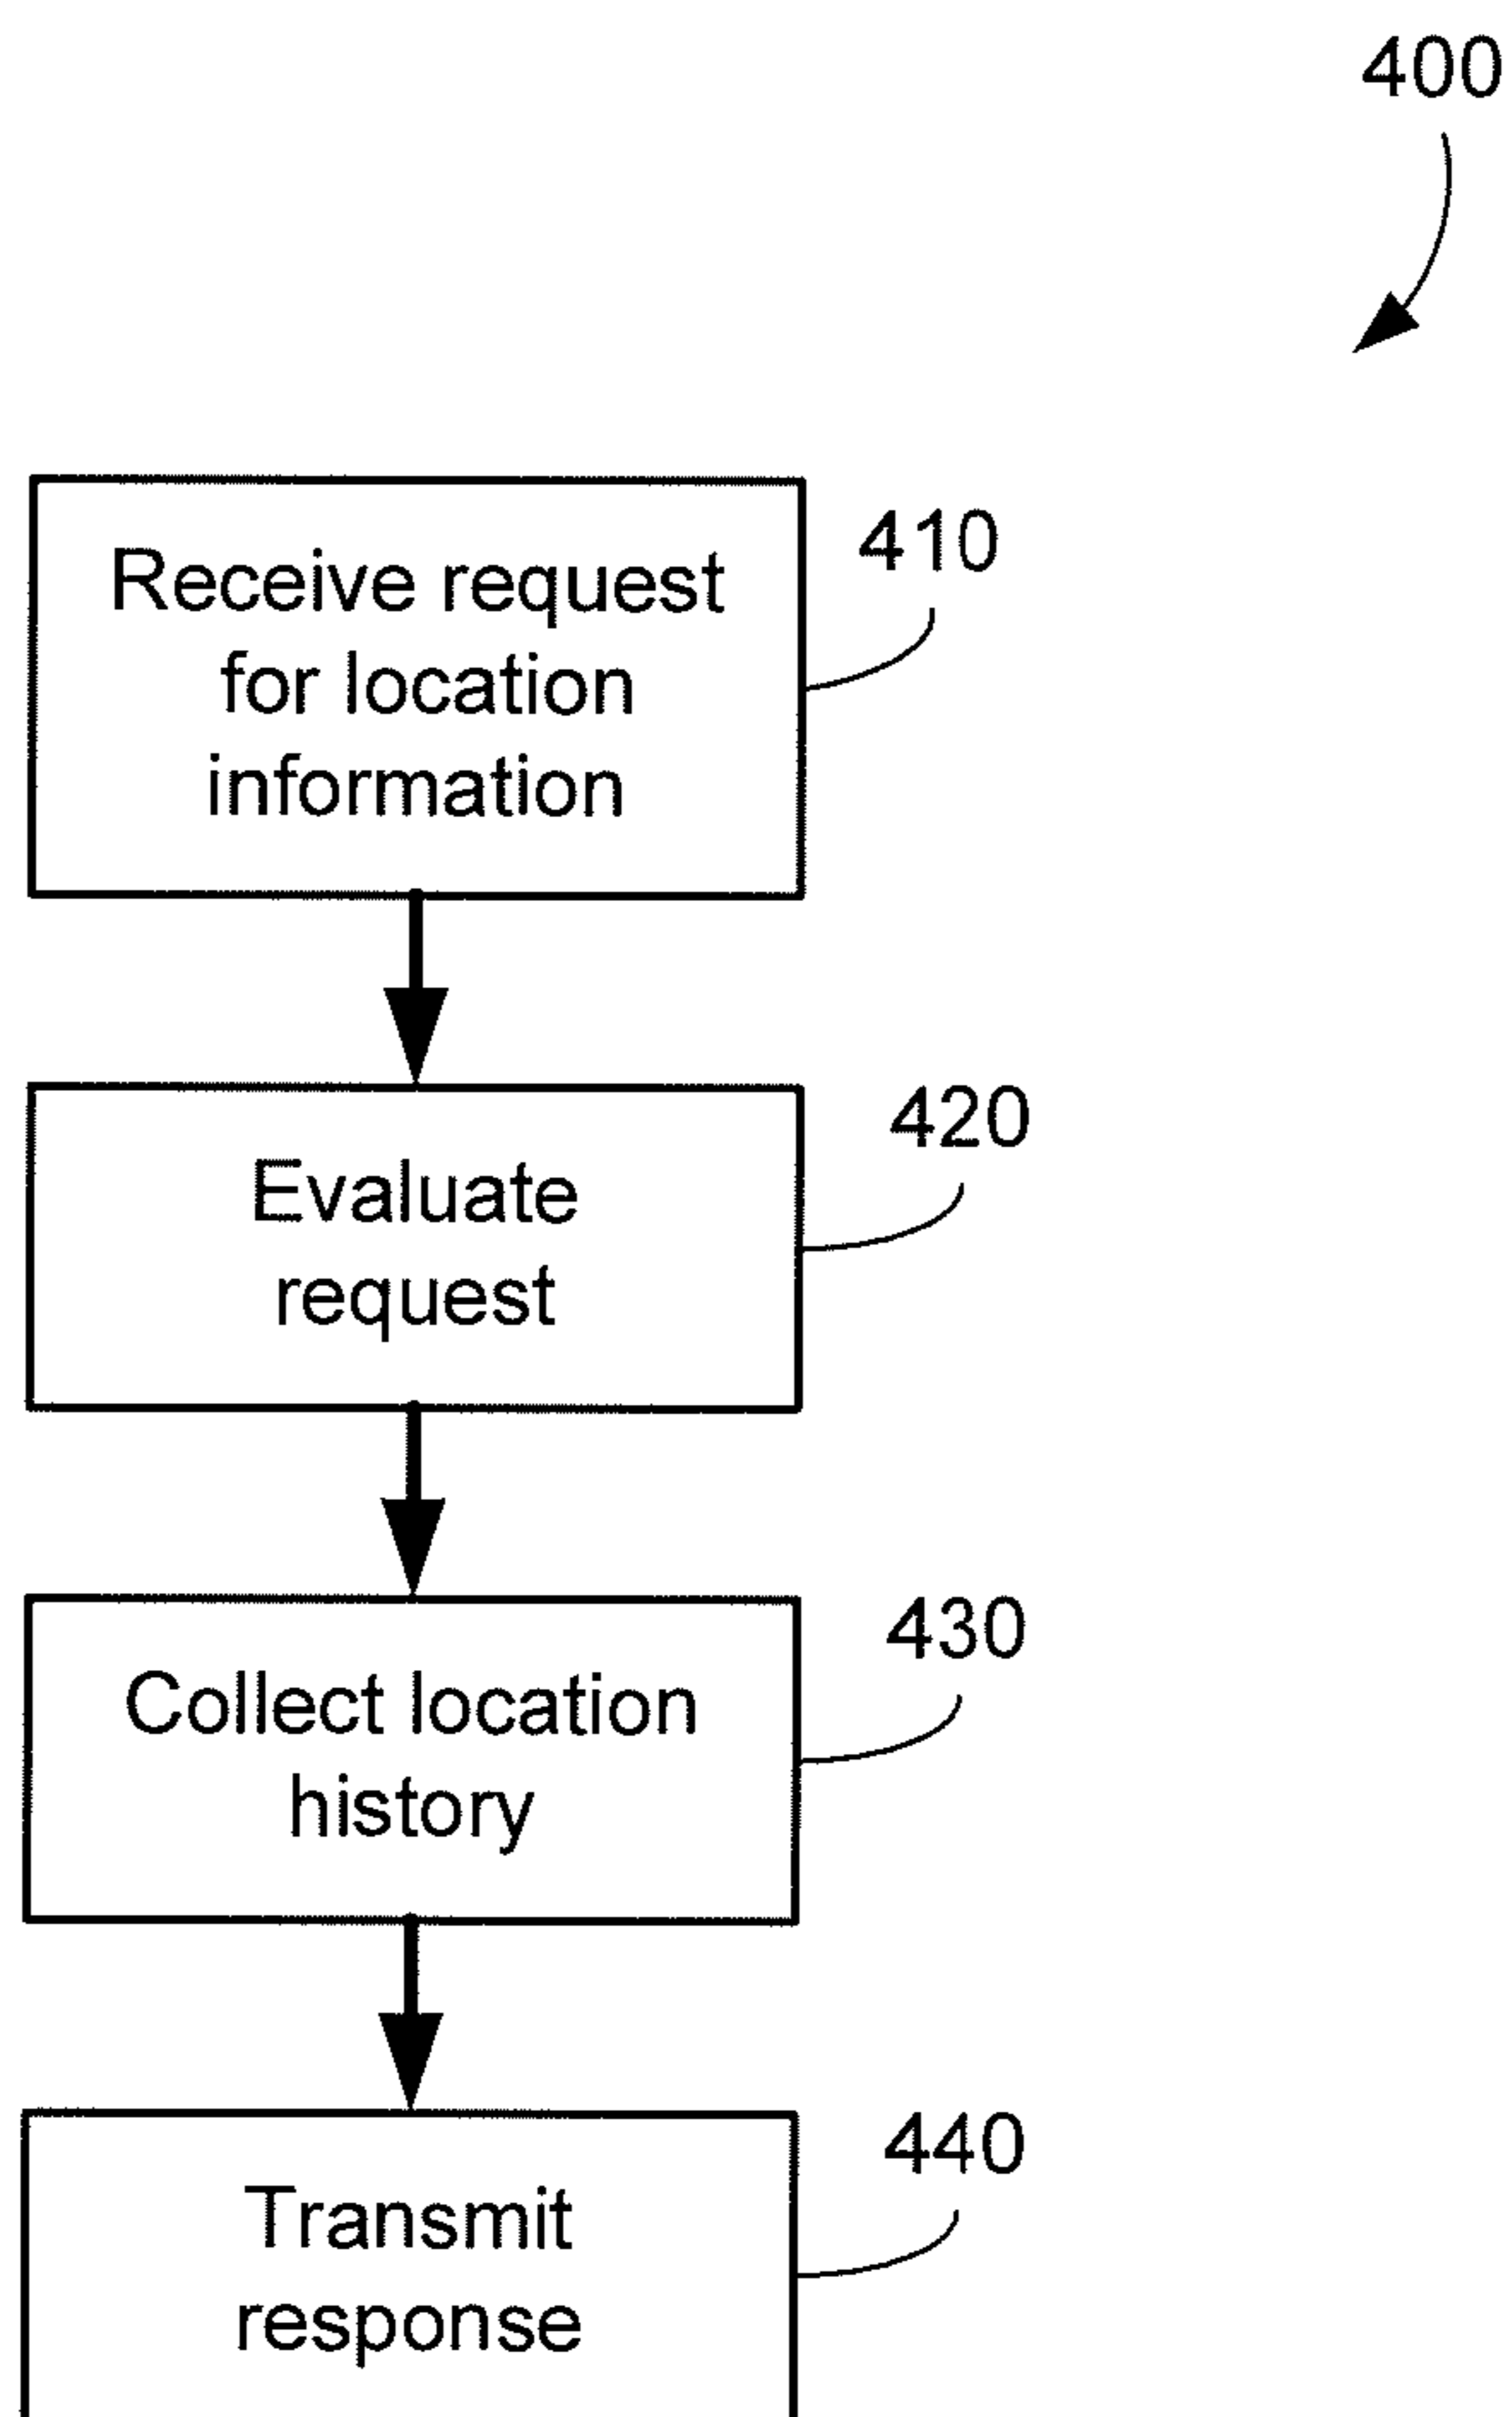 400
Receive request
for location
information
410
Evaluate
request
420
Collect location
history
430
Transmit
response
440